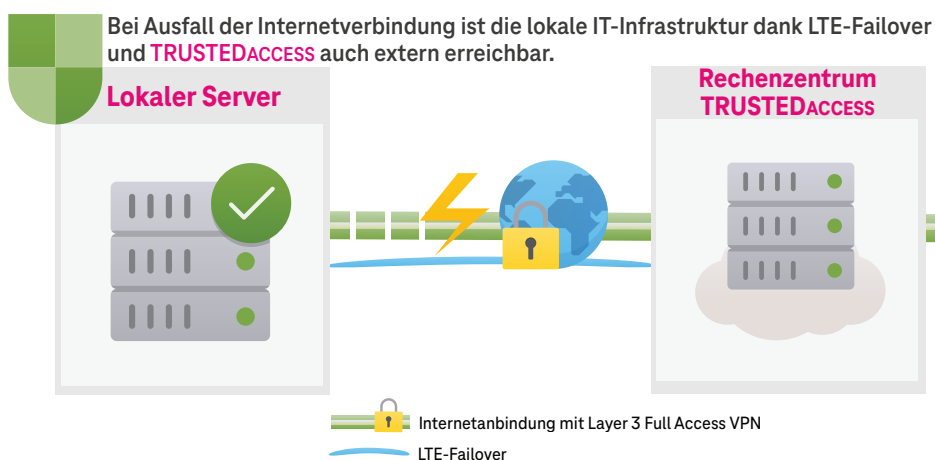 Bei Ausfall der Internetverbindung ist die lokale IT-Infrastruktur dank LTE-Failover
und TRUSTEDACCESS auch extern erreichbar.
Lokaler Server
Rechenzentrum
TRUSTEDACCESS
Internetanbindung mit Layer 3 Full Access VPN
LTE-Failover